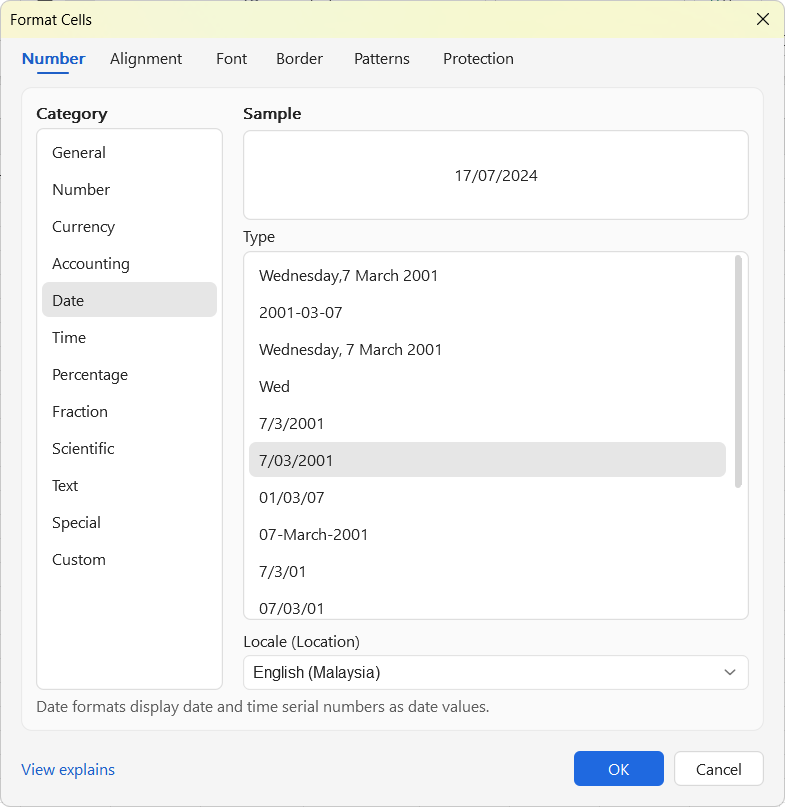 Format Cells
Number Alignment Font Border Patterns Protection
Category
General
Number
Currency
Accounting
Date
Time
Percentage
Fraction
Scientific
Text
Special
Custom
Sample
17/07/2024
Type
Wednesday,7 March 2001
2001-03-07
Wednesday, 7 March 2001
Wed
7/3/2001
7/03/2001
01/03/07
07-March-2001
7/3/01
07/03/01
Locale (Location)
English (Malaysia)
Date formats display date and time serial numbers as date values.
View explains
OK Cancel